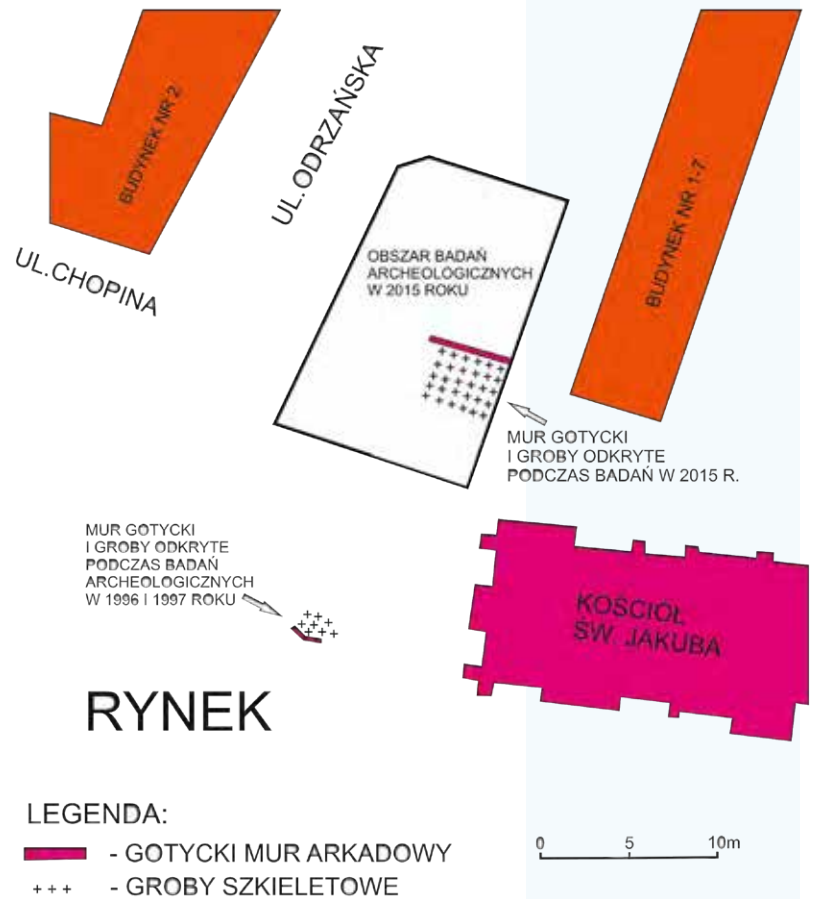 BUDYNEK NR 2
UL.ODRZAŃSKA
UL.CHOPINA
OBSZAR BADAŃ
ARCHEOLOGICZNYCH
W 2015 ROKU
BUDYNEK NR 1-7
MUR GOTYCKI
I GROBY ODKRYTE
PODCZAS BADAŃ W 2015 R.
MUR GOTYCKI
I GROBY ODKRYTE
PODCZAS BADAŃ
ARCHEOLOGICZNYCH
W 1996 I 1997 ROKU
KOŚCIÓŁ
ŚW. JAKUBA
RYNEK
LEGENDA:
- GOTYCKI MUR ARKADOWY
+++ - GROBY SZKIELETOWE
0 5 10m